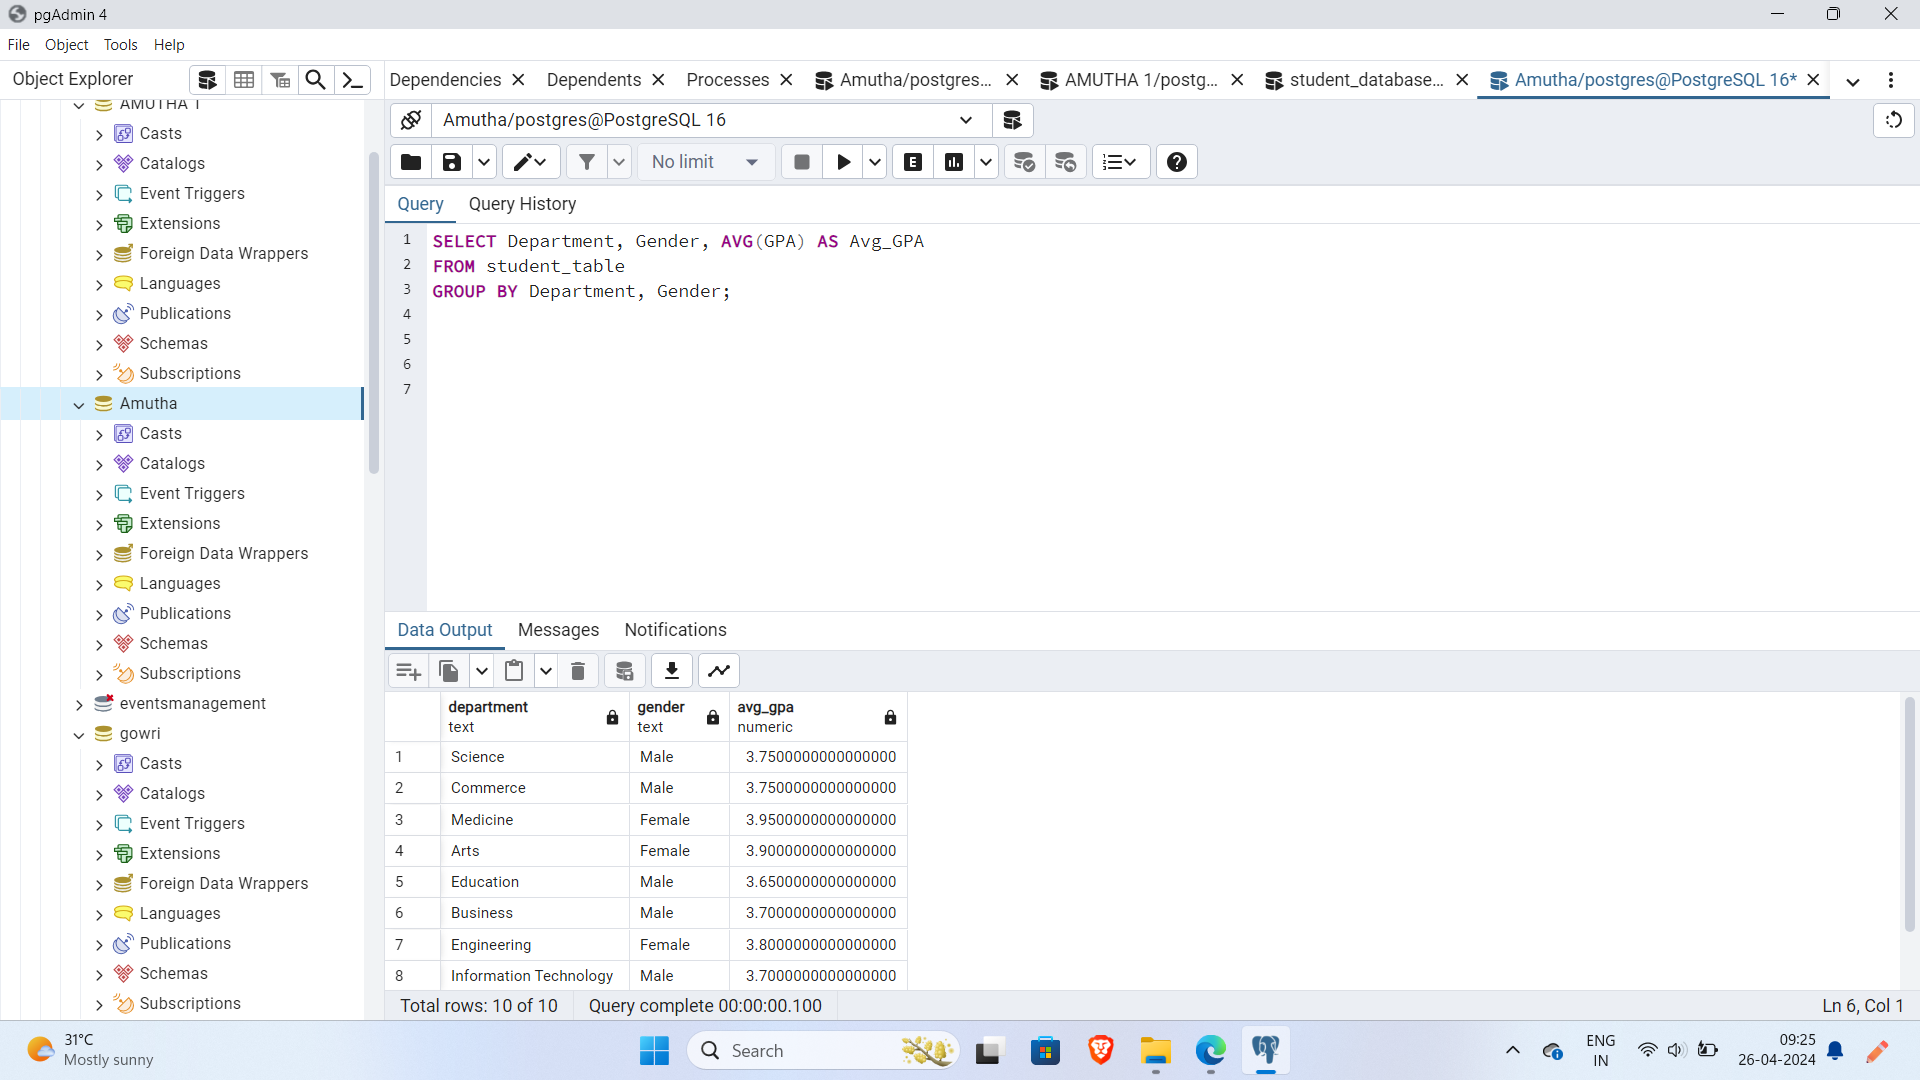 pgAdmin 4
File Object Tools Help
Object Explorer
Dependencies Dependents Processes Amutha/postgres... AMUTHA 1/postg... student_database... Amutha/postgres@PostgreSQL 16*
AMUTHA 1
Casts
Catalogs
Event Triggers
Extensions
Foreign Data Wrappers
Languages
Publications
Schemas
Subscriptions
Amutha
Casts
Catalogs
Event Triggers
Extensions
Foreign Data Wrappers
Languages
Publications
Schemas
Subscriptions
eventsmanagement
gowri
Casts
Catalogs
Event Triggers
Extensions
Foreign Data Wrappers
Languages
Publications
Schemas
Subscriptions
Amutha/postgres@PostgreSQL 16
No limit E
Query Query History
1 SELECT Department, Gender, AVG(GPA) AS Avg_GPA
2 FROM student_table
3 GROUP BY Department, Gender;
4
5
6
7
Data Output Messages Notifications
department gender avg_gpa
text text numeric
1 Science Male 3.7500000000000000
2 Commerce Male 3.7500000000000000
3 Medicine Female 3.9500000000000000
4 Arts Female 3.9000000000000000
5 Education Male 3.6500000000000000
6 Business Male 3.7000000000000000
7 Engineering Female 3.8000000000000000
8 Information Technology Male 3.7000000000000000
Total rows: 10 of 10 Query complete 00:00:00.100 Ln 6, Col 1
31°C
Mostly sunny
Search
ENG
IN
09:25
26-04-2024